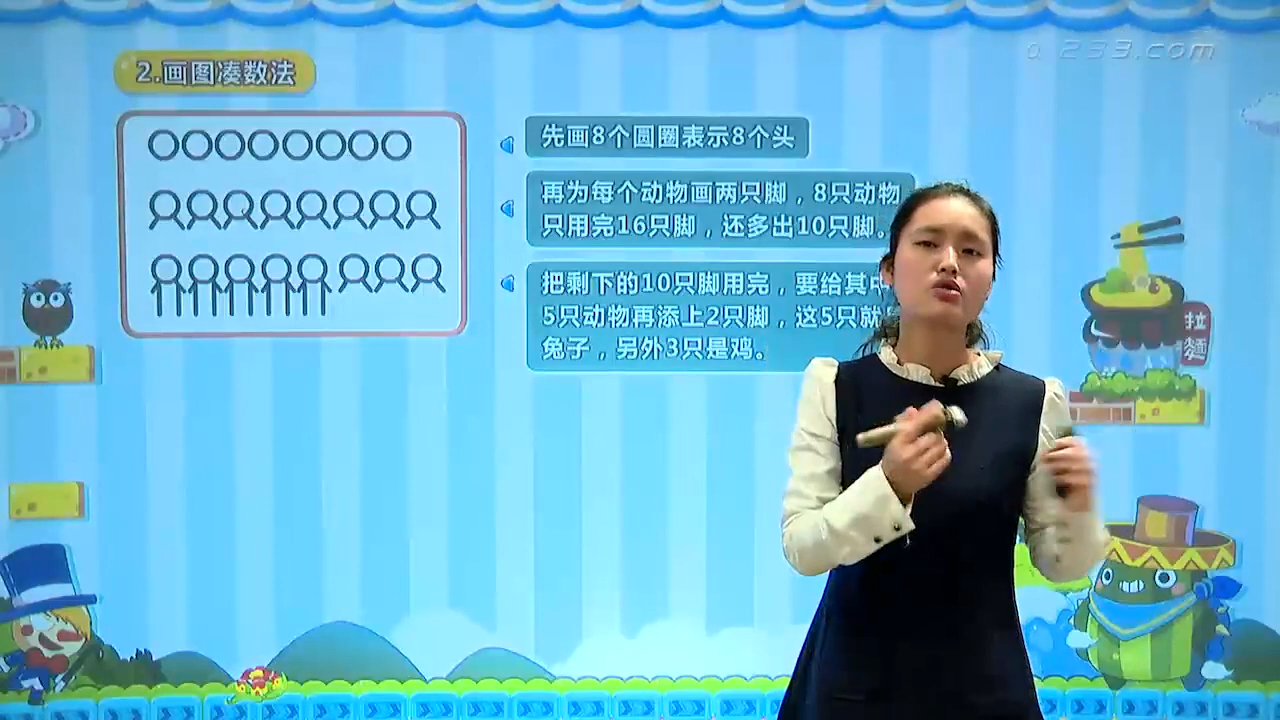 2.画图凑数法
先画8个圆圈表示8个头
再为每个动物画两只脚，8只动物
只用完16只脚，还多出10只脚。
把剩下的10只脚用完，要给其中
5只动物再添上2只脚，这5只就
兔子，另外3只是鸡。
233.com
拉
麵